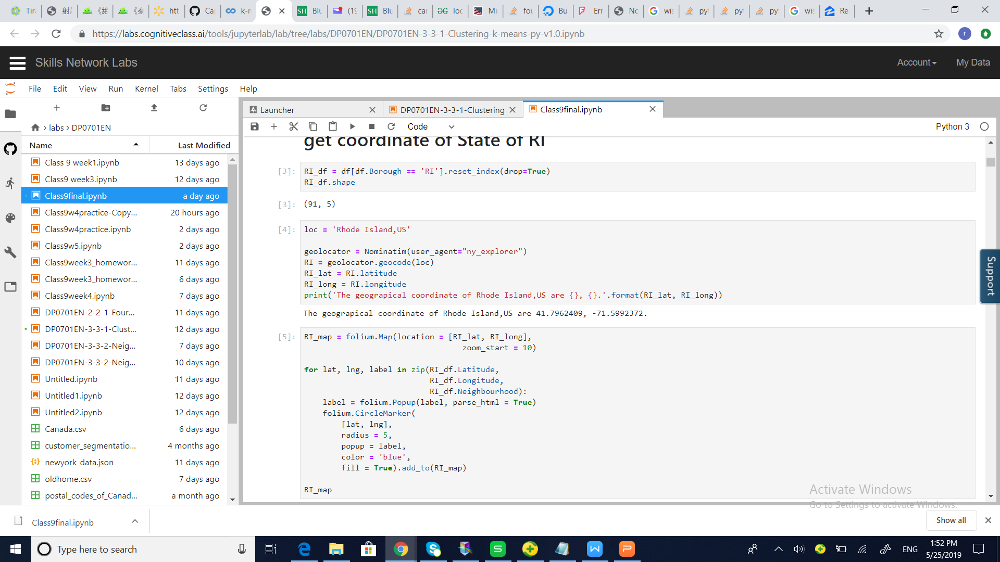 Tir
射
《纟
《泰
htt
Ca
k-r
Blu
(19
Blu
car
loc
Mi
fou
Bu
Err
Nc
wis
pyt
pyt
pyt
wis
Re
https://labs.cognitiveclass.ai/tools/jupyterlab/lab/tree/labs/DP0701EN/DP0701EN-3-3-1-Clustering-k-means-py-v1.0.ipynb
r
Skills Network Labs
Account
My Data
File Edit View Run Kernel Tabs Settings Help
Launcher
DP0701EN-3-3-1-Clustering
Class9final.ipynb
Code
Python 3
> labs > DP0701EN
Name Last Modified
Class 9 week1.ipynb 13 days ago
Class9 week3.ipynb 12 days ago
Class9final.ipynb a day ago
Class9w4practice-Copy... 20 hours ago
Class9w4practice.ipynb 2 days ago
Class9w5.ipynb 2 days ago
Class9week3_homewor... 11 days ago
Class9week3_homewor... 6 days ago
Class9week4.ipynb 7 days ago
DP0701EN-2-2-1-Four... 11 days ago
DP0701EN-3-3-1-Clust... 12 days ago
DP0701EN-3-3-2-Neig... 7 days ago
DP0701EN-3-3-2-Neig... 10 days ago
Untitled.ipynb 11 days ago
Untitled1.ipynb 12 days ago
Untitled2.ipynb 12 days ago
Canada.csv 6 days ago
customer_segmentatio... 4 months ago
newyork_data.json 11 days ago
oldhome.csv 7 days ago
postal_codes_of_Canad... a month ago
get coordinate of State of RI
[3]: RI_df = df[df.Borough == 'RI'].reset_index(drop=True)
RI_df.shape
[3]: (91, 5)
[4]: loc = 'Rhode Island,US'
geolocator = Nominatim(user_agent="ny_explorer")
RI = geolocator.geocode(loc)
RI_lat = RI.latitude
RI_long = RI.longitude
print('The geograpical coordinate of Rhode Island,US are {}, {}.'.format(RI_lat, RI_long))
The geograpical coordinate of Rhode Island,US are 41.7962409, -71.5992372.
[5]: RI_map = folium.Map(location = [RI_lat, RI_long],
zoom_start = 10)
for lat, lng, label in zip(RI_df.Latitude,
RI_df.Longitude,
RI_df.Neighbourhood):
label = folium.Popup(label, parse_html = True)
folium.CircleMarker(
[lat, lng],
radius = 5,
popup = label,
color = 'blue',
fill = True).add_to(RI_map)
RI_map
Support
Activate Windows
Go to Settings to activate Windows.
Class9final.ipynb
Show all
Type here to search
ENG
1:52 PM
5/25/2019